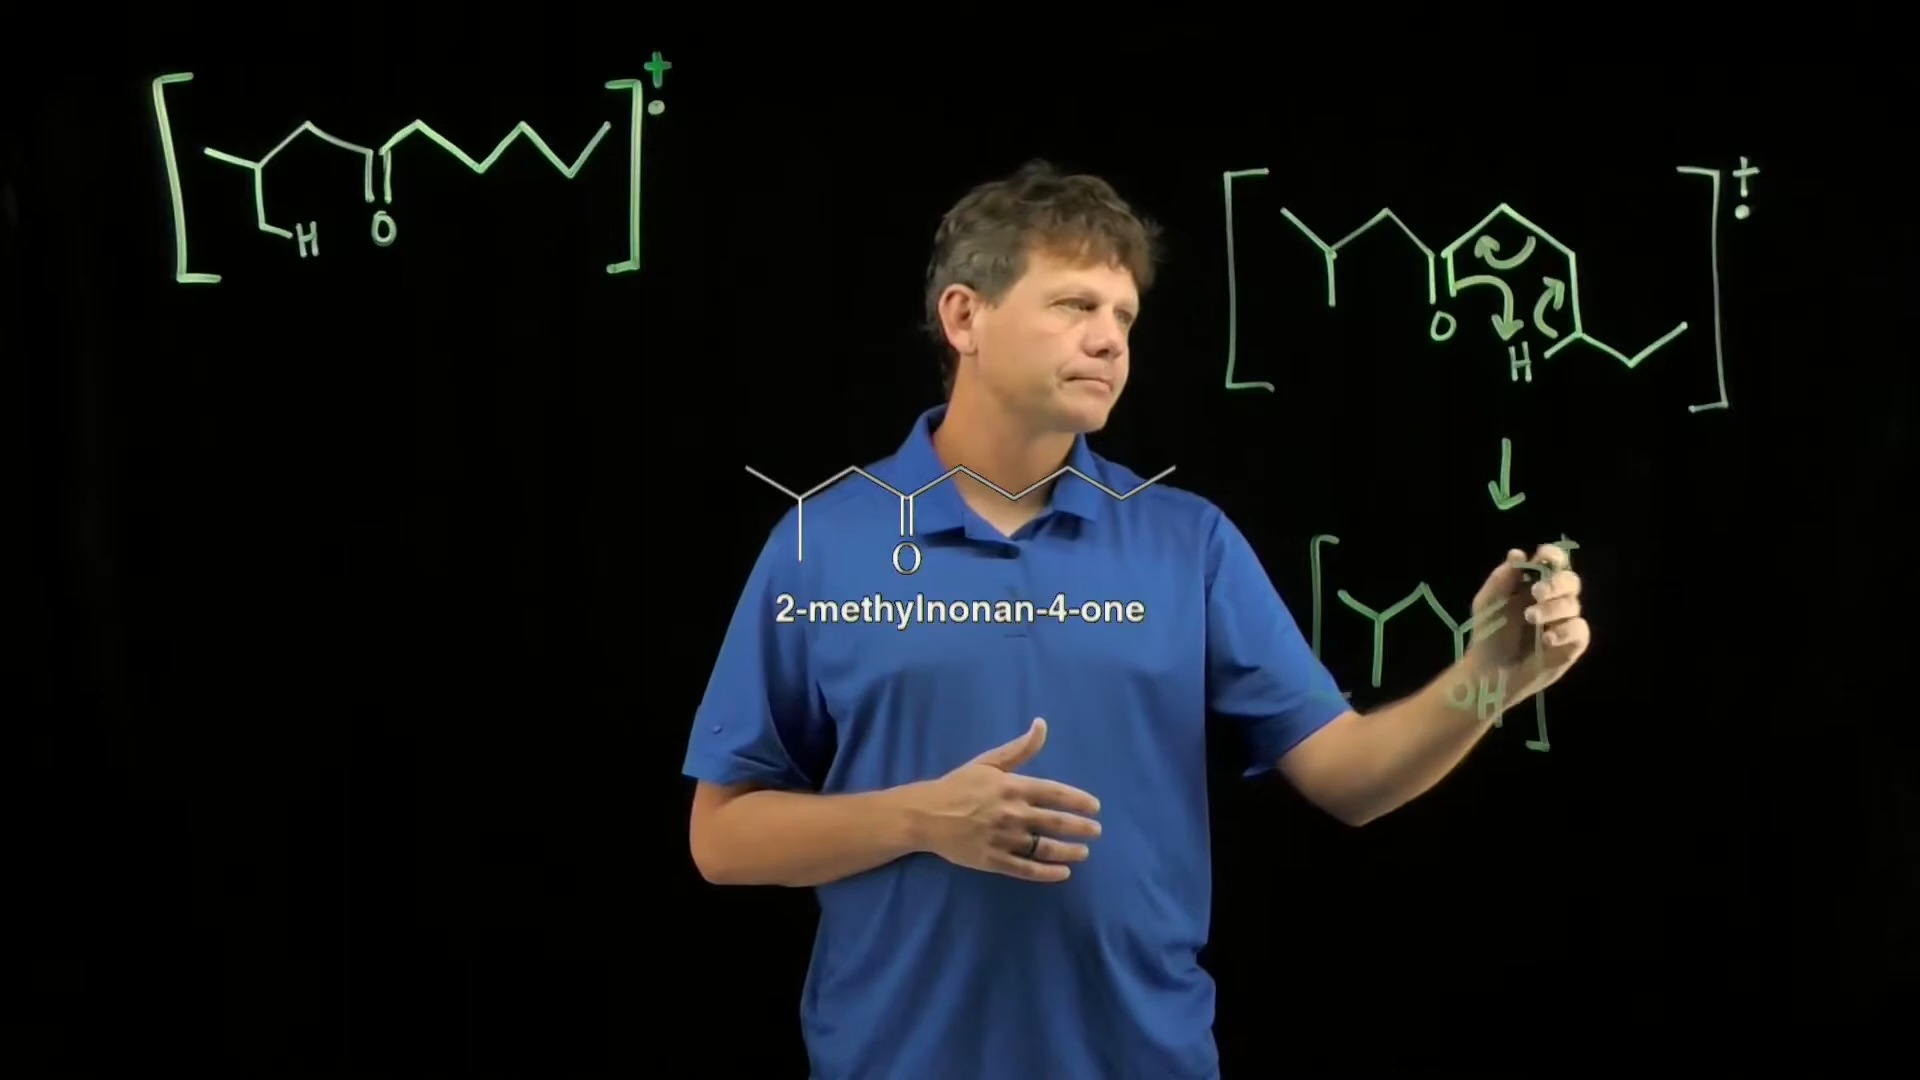 +
H O
+
O
H
O
2-methylnonan-4-one
+
OH